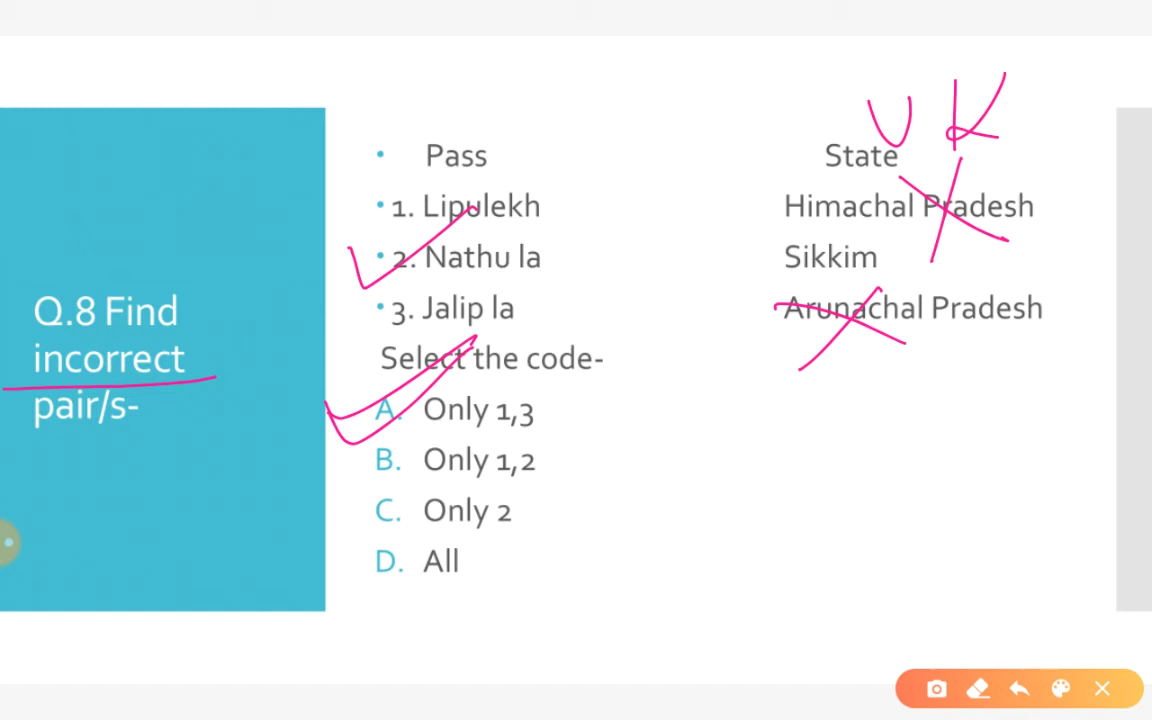 Q.8 Find
incorrect
pair/s-
UK
Pass State
1. Lipulekh Himachal Pradesh
2. Nathu la Sikkim
3. Jalip la Arunachal Pradesh
Select the code-
A. Only 1,3
B. Only 1,2
C. Only 2
D. All